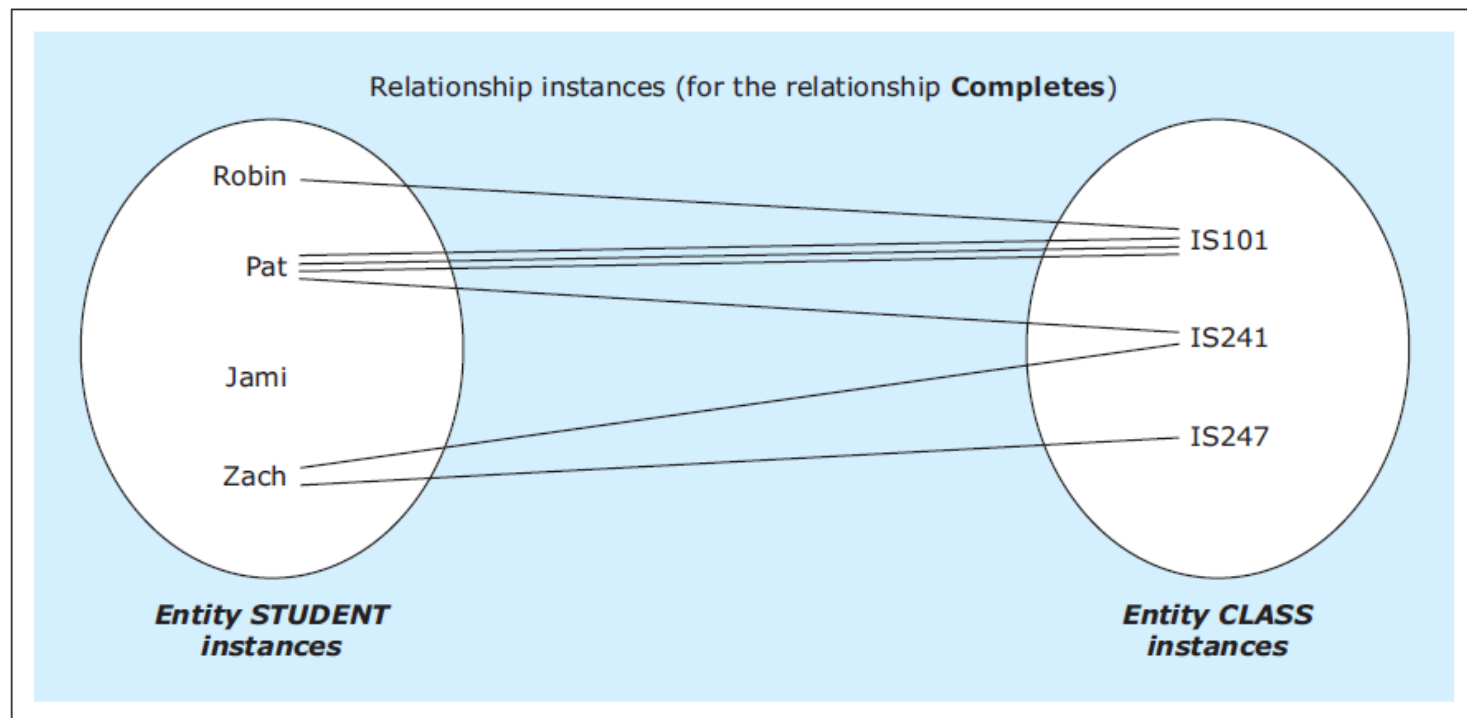 Relationship instances (for the relationship Completes)
Robin
Pat
Jami
Zach
IS101
IS241
IS247
Entity STUDENT
instances
Entity CLASS
instances